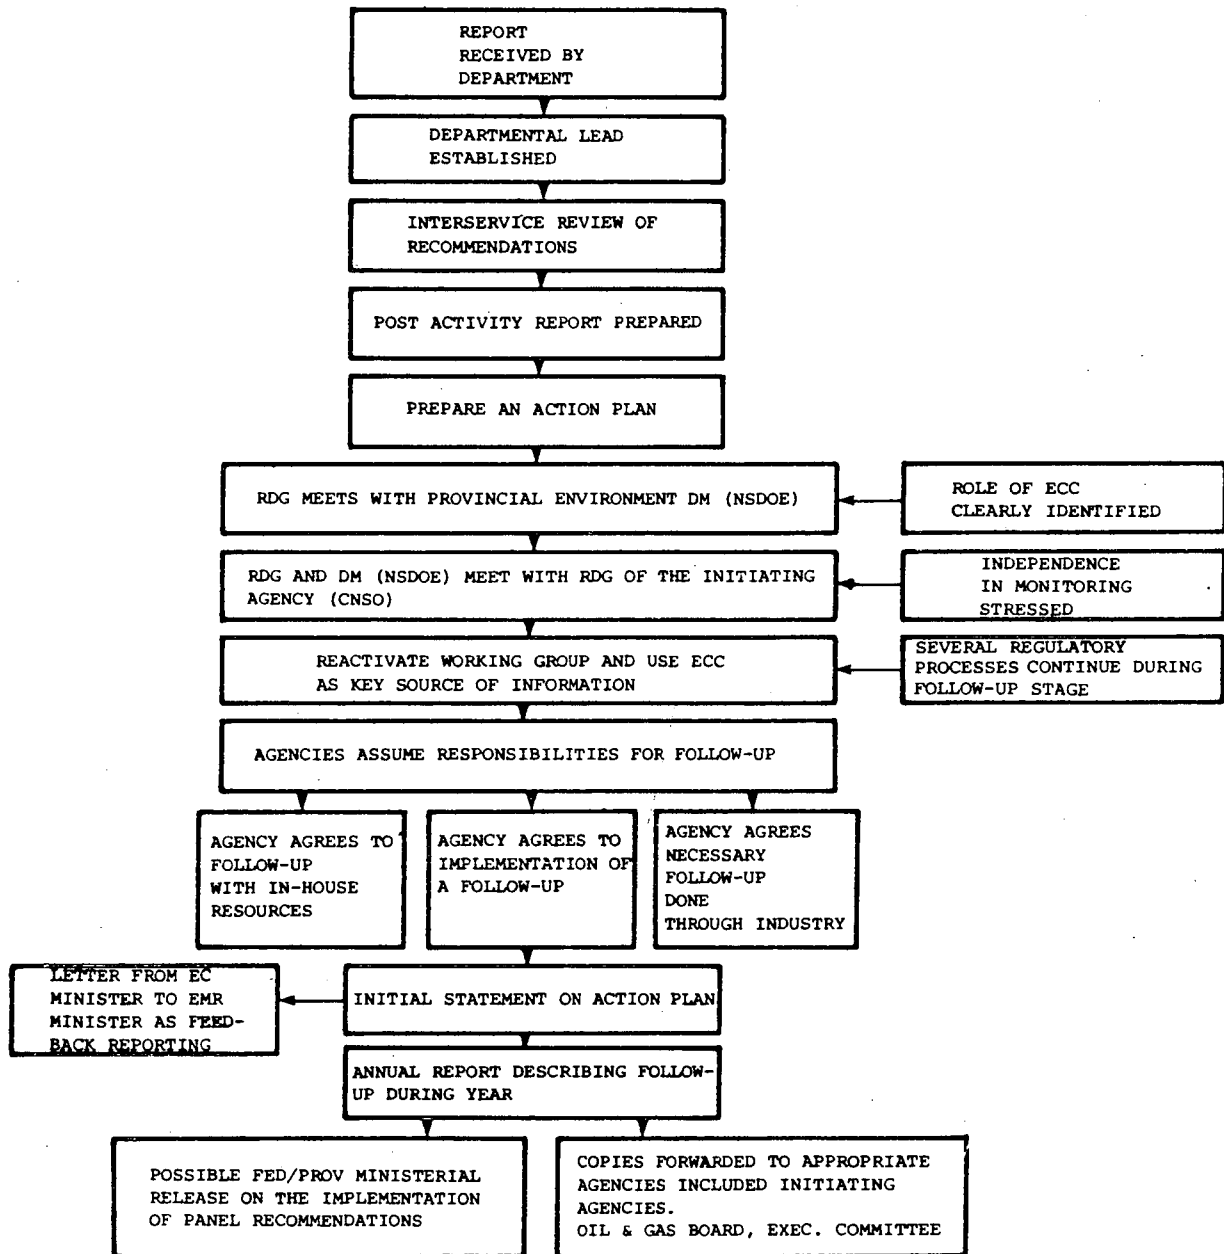 REPORT
RECEIVED BY
DEPARTMENT
DEPARTMENTAL LEAD
ESTABLISHED
INTERSERVICE REVIEW OF
RECOMMENDATIONS
POST ACTIVITY REPORT PREPARED
PREPARE AN ACTION PLAN
RDG MEETS WITH PROVINCIAL ENVIRONMENT DM (NSDOE)
ROLE OF ECC
CLEARLY IDENTIFIED
RDG AND DM (NSDOE) MEET WITH RDG OF THE INITIATING
AGENCY (CNSO)
INDEPENDENCE
IN MONITORING
STRESSED
REACTIVATE WORKING GROUP AND USE ECC
AS KEY SOURCE OF INFORMATION
SEVERAL REGULATORY
PROCESSES CONTINUE DURING
FOLLOW-UP STAGE
AGENCIES ASSUME RESPONSIBILITIES FOR FOLLOW-UP
AGENCY AGREES TO
FOLLOW-UP
WITH IN-HOUSE
RESOURCES
AGENCY AGREES TO
IMPLEMENTATION OF
A FOLLOW-UP
AGENCY AGREES
NECESSARY
FOLLOW-UP
DONE
THROUGH INDUSTRY
LETTER FROM EC
MINISTER TO EMR
MINISTER AS FEED-
BACK REPORTING
INITIAL STATEMENT ON ACTION PLAN
ANNUAL REPORT DESCRIBING FOLLOW-
UP DURING YEAR
POSSIBLE FED/PROV MINISTERIAL
RELEASE ON THE IMPLEMENTATION
OF PANEL RECOMMENDATIONS
COPIES FORWARDED TO APPROPRIATE
AGENCIES INCLUDED INITIATING
AGENCIES.
OIL & GAS BOARD, EXEC. COMMITTEE